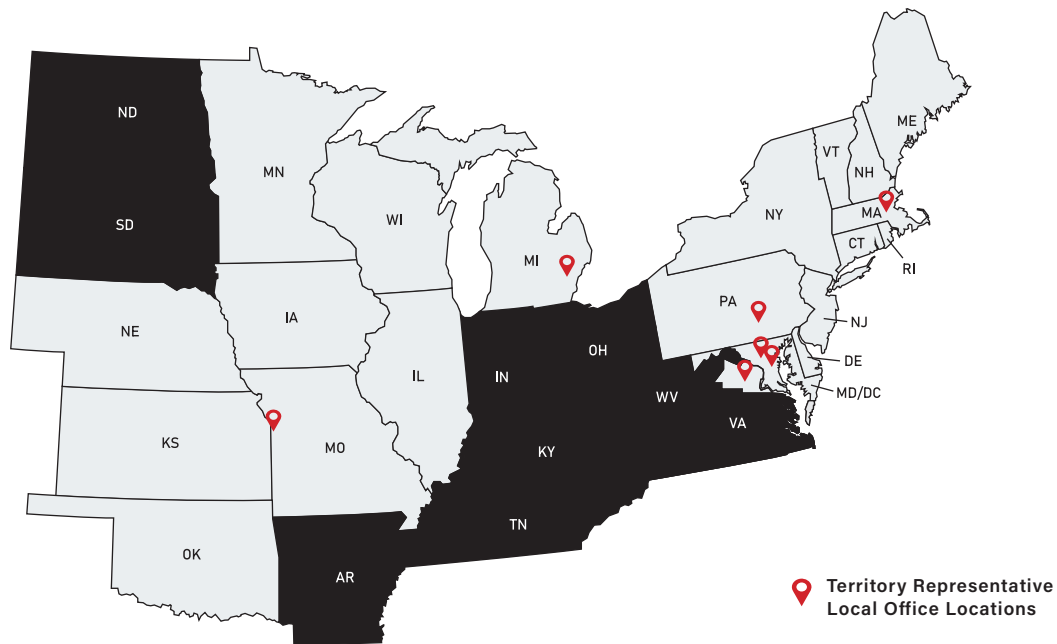 ND
SD
MN
WI
MI
ME
VT
NH
NY
MA
CT
RI
PA
NJ
DE
MD/DC
NE
IA
IL
IN
OH
WV
VA
KS
MO
KY
TN
OK
AR
Territory Representative
Local Office Locations